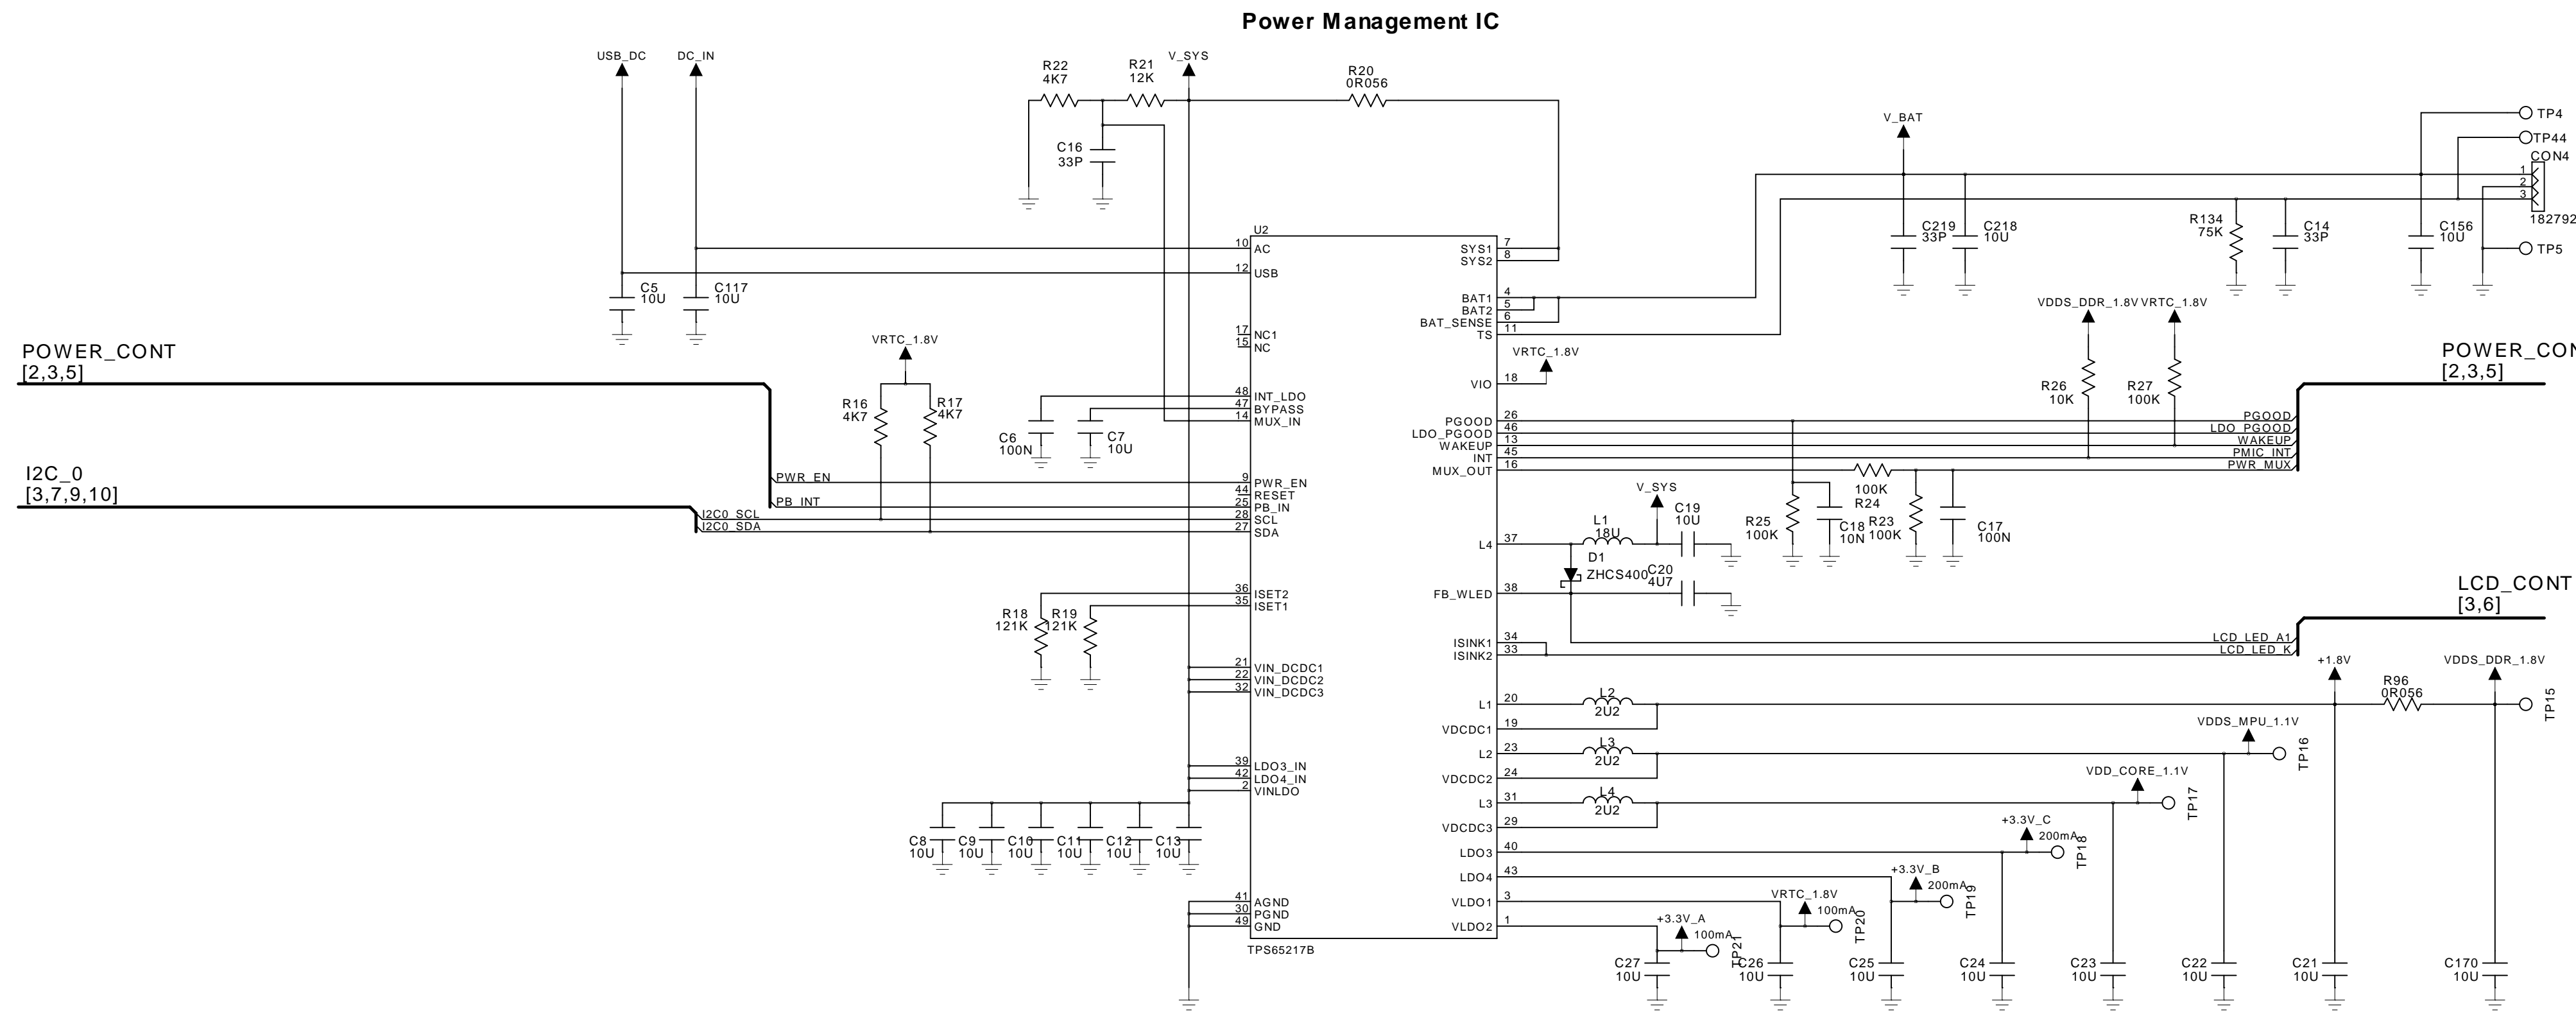 Power Management IC
USB_DC
DC_IN
V_SYS
R22
4K7
R21
12K
R20
0R056
C16
33P
V_BAT
TP4
TP44
CON4
1
2
3
182792
TP5
C219
33P
C218
10U
R134
75K
C14
33P
C156
10U
C5
10U
C117
10U
U2
10
AC
12
USB
17
NC1
15
NC
48
INT_LDO
47
BYPASS
14
MUX_IN
9
PWR_EN
44
RESET
25
PB_IN
28
SCL
27
SDA
36
ISET2
35
ISET1
21
VIN_DCDC1
22
VIN_DCDC2
32
VIN_DCDC3
39
LDO3_IN
42
LDO4_IN
2
VINLDO
41
AGND
30
PGND
49
GND
TPS65217B
SYS1
7
SYS2
8
BAT1
4
BAT2
5
BAT_SENSE
6
TS
11
VIO
18
PGOOD
26
LDO_PGOOD
46
WAKEUP
13
INT
45
MUX_OUT
16
L4
37
FB_WLED
38
ISINK1
34
ISINK2
33
L1
20
VDCDC1
19
L2
23
VDCDC2
24
L3
31
VDCDC3
29
LDO3
40
LDO4
43
VLDO1
3
VLDO2
1
POWER_CONT
[2,3,5]
I2C_0
[3,7,9,10]
PWR_EN
PB_INT
I2C0_SCL
I2C0_SDA
VRTC_1.8V
R16
4K7
R17
4K7
C6
100N
C7
10U
R18
121K
R19
121K
C8
10U
C9
10U
C10
10U
C11
10U
C12
10U
C13
10U
VRTC_1.8V
VDDS_DDR_1.8V
VRTC_1.8V
R26
10K
R27
100K
POWER_CON
[2,3,5]
PGOOD
LDO_PGOOD
WAKEUP
PMIC_INT
PWR_MUX
100K
R24
R25
100K
C18
10N
R23
100K
C17
100N
V_SYS
L1
18U
C19
10U
D1
ZHCS400
C20
4U7
LCD_CONT
[3,6]
LCD_LED_A1
LCD_LED_K
L2
2U2
+1.8V
R96
0R056
VDDS_DDR_1.8V
TP15
L3
2U2
VDDS_MPU_1.1V
TP16
L4
2U2
VDD_CORE_1.1V
TP17
+3.3V_C
200mA
TP18
+3.3V_B
200mA
TP19
VRTC_1.8V
100mA
TP20
+3.3V_A
100mA
TP21
C27
10U
C26
10U
C25
10U
C24
10U
C23
10U
C22
10U
C21
10U
C170
10U